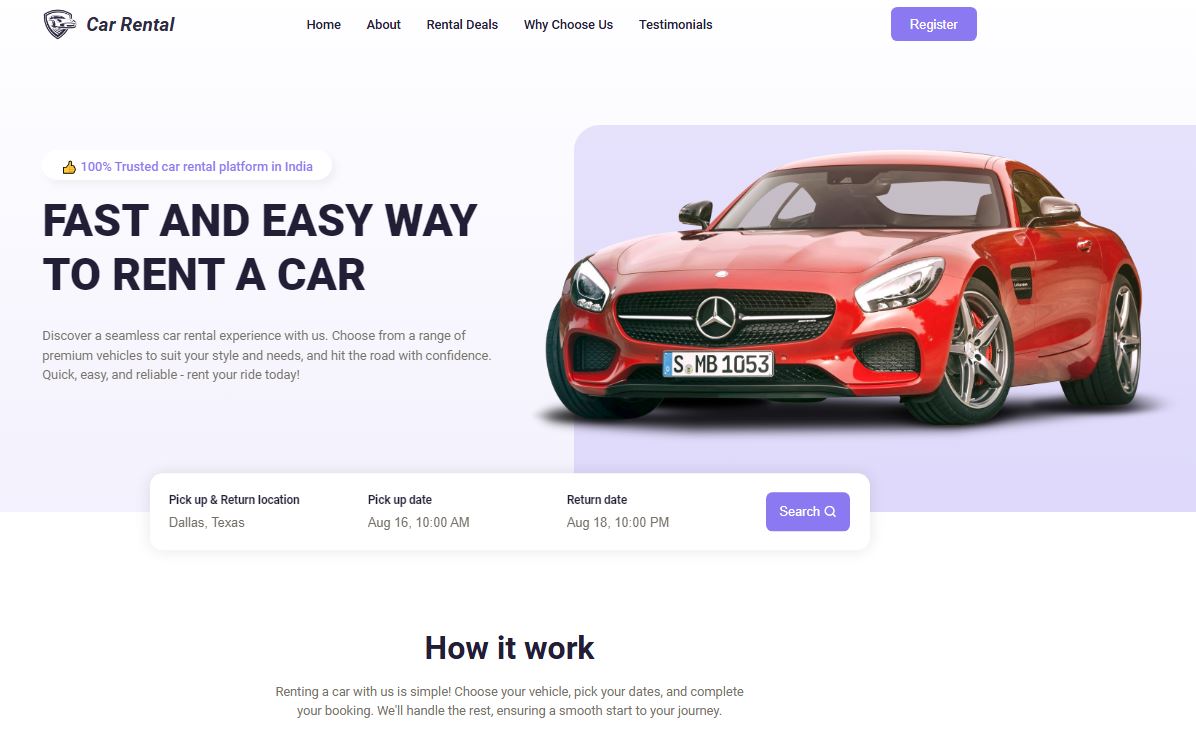 Car Rental
Home About Rental Deals Why Choose Us Testimonials
Register
👍 100% Trusted car rental platform in India
FAST AND EASY WAY
TO RENT A CAR
Discover a seamless car rental experience with us. Choose from a range of
premium vehicles to suit your style and needs, and hit the road with confidence.
Quick, easy, and reliable - rent your ride today!
S MB 1053
Pick up & Return location
Dallas, Texas
Pick up date
Aug 16, 10:00 AM
Return date
Aug 18, 10:00 PM
Search
How it work
Renting a car with us is simple! Choose your vehicle, pick your dates, and complete
your booking. We'll handle the rest, ensuring a smooth start to your journey.